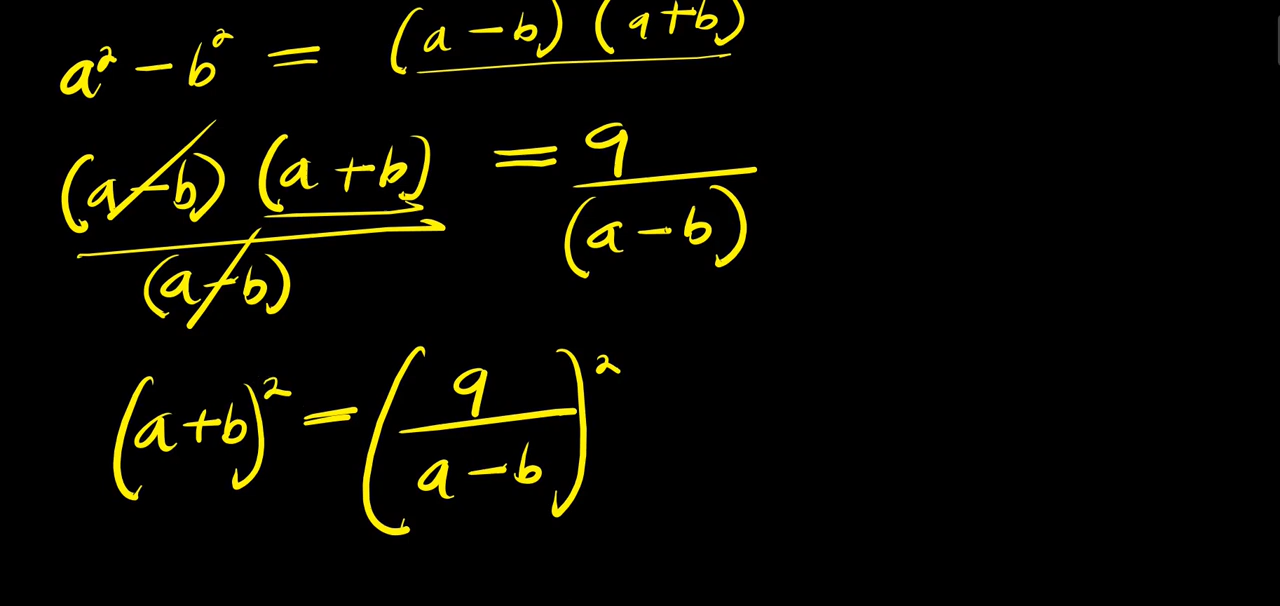 a² - b² = (a - b) (a + b)
(a - b) (a + b) / (a - b) = 9 / (a - b)
(a + b)² = (9 / a - b)²